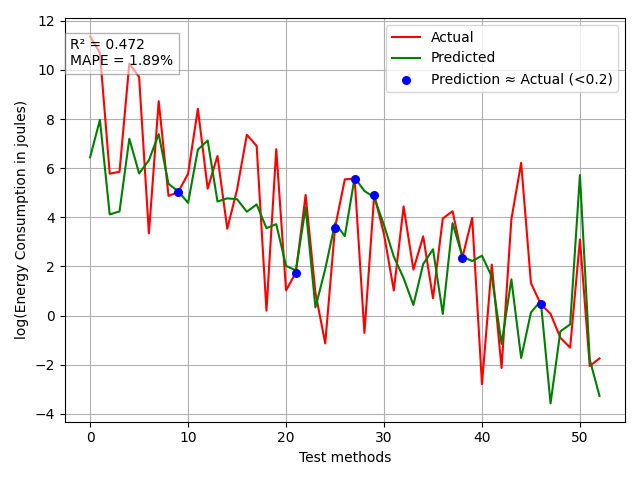 R² = 0.472
MAPE = 1.89%
Actual
Predicted
Prediction ≈ Actual (<0.2)
log(Energy Consumption in joules)
12
10
8
6
4
2
0
−2
−4
0
10
20
30
40
50
Test methods